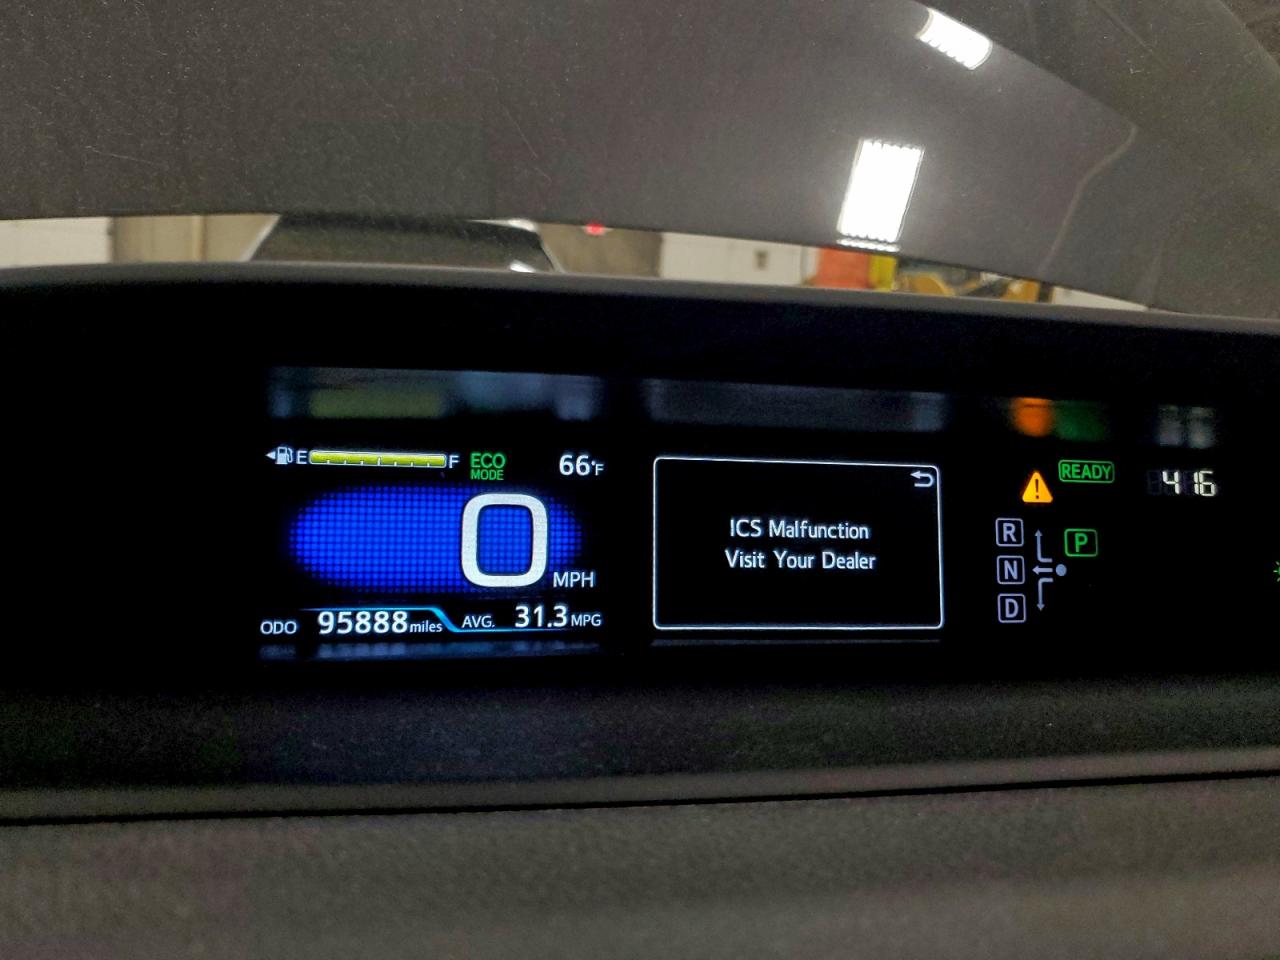 E F ECO
MODE
66°F
0 MPH
ODO 95888 miles AVG. 31.3 MPG
ICS Malfunction
Visit Your Dealer
! READY
4:16
R
N
D
P